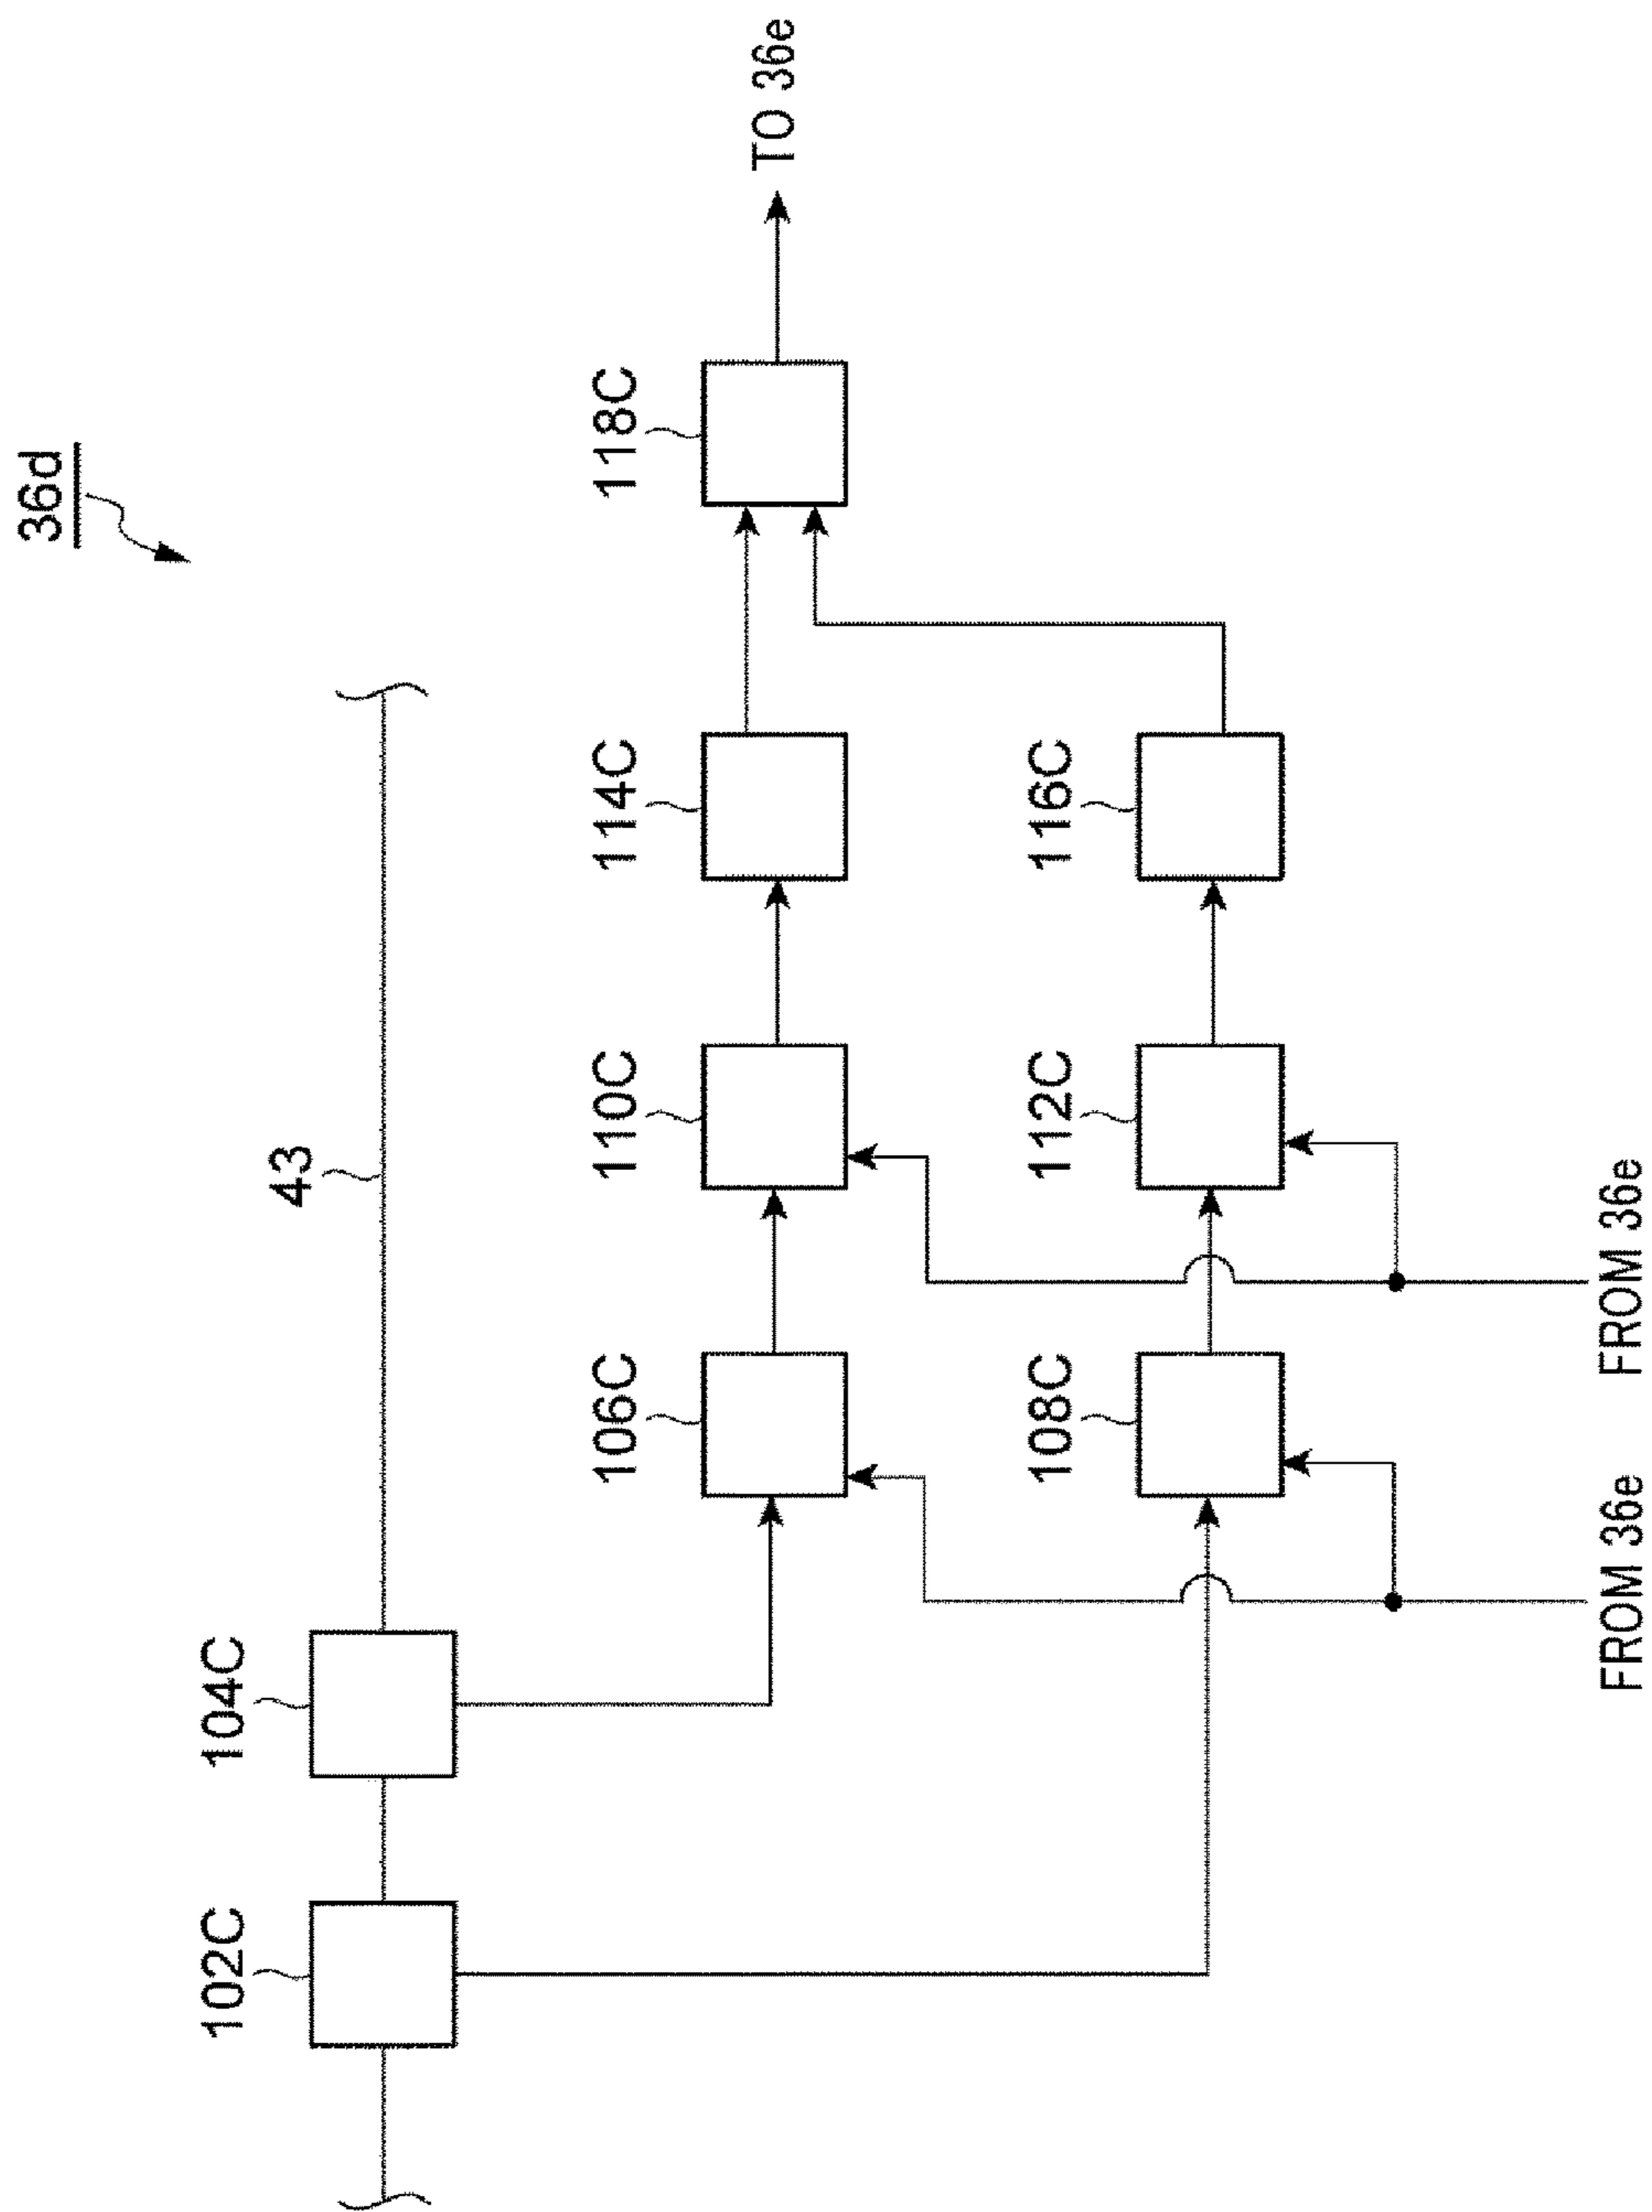 36d
43
102C
104C
106C
110C
114C
118C
TO 36e
108C
112C
116C
FROM 36e
FROM 36e